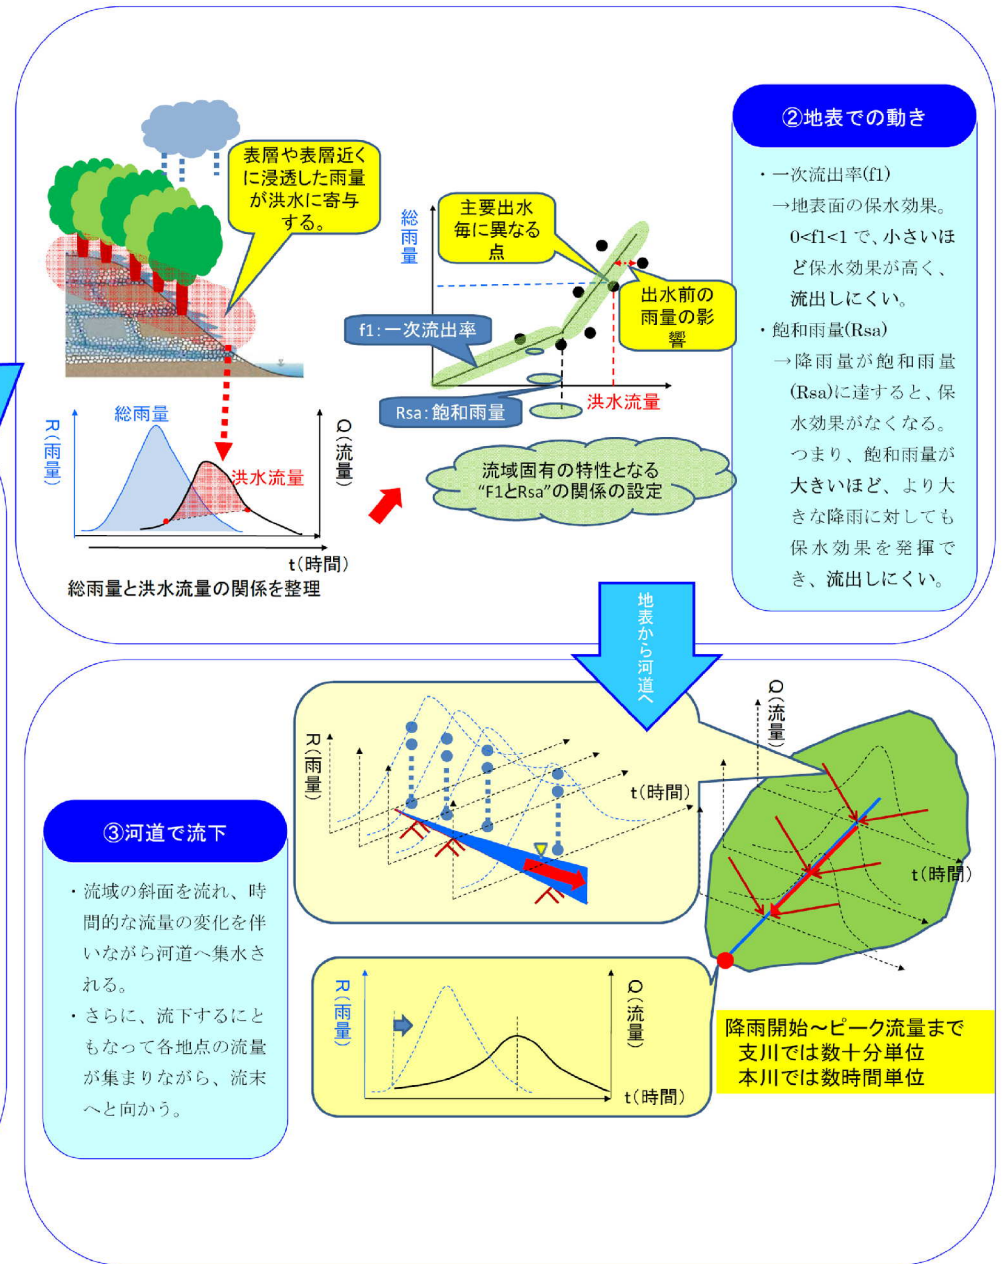 ②地表での動き
・一次流出率(f1)
→地表面の保水効果。
0<f1<1 で、小さいほ
ど保水効果が高く、
流出しにくい。
・飽和雨量(Rsa)
→降雨量が飽和雨量
(Rsa)に達すると、保
水効果がなくなる。
つまり、飽和雨量が
大きいほど、より大
きな降雨に対しても
保水効果を発揮で
き、流出しにくい。
表層や表層近く
に浸透した雨量
が洪水に寄与
する。
総雨量
主要出水
毎に異なる
点
出水前の
雨量の影
響
f1:一次流出率
Rsa:飽和雨量
洪水流量
R(雨量)
総雨量
Q(流量)
洪水流量
t(時間)
総雨量と洪水流量の関係を整理
流域固有の特性となる
“F1とRsa”の関係の設定
地表から河道へ
③河道で流下
・流域の斜面を流れ、時
間的な流量の変化を伴
いながら河道へ集水さ
れる。
・さらに、流下するにと
もなって各地点の流量
が集まりながら、流末
へと向かう。
R(雨量)
t(時間)
Q(流量)
t(時間)
R(雨量)
Q(流量)
t(時間)
降雨開始~ピーク流量まで
支川では数十分単位
本川では数時間単位